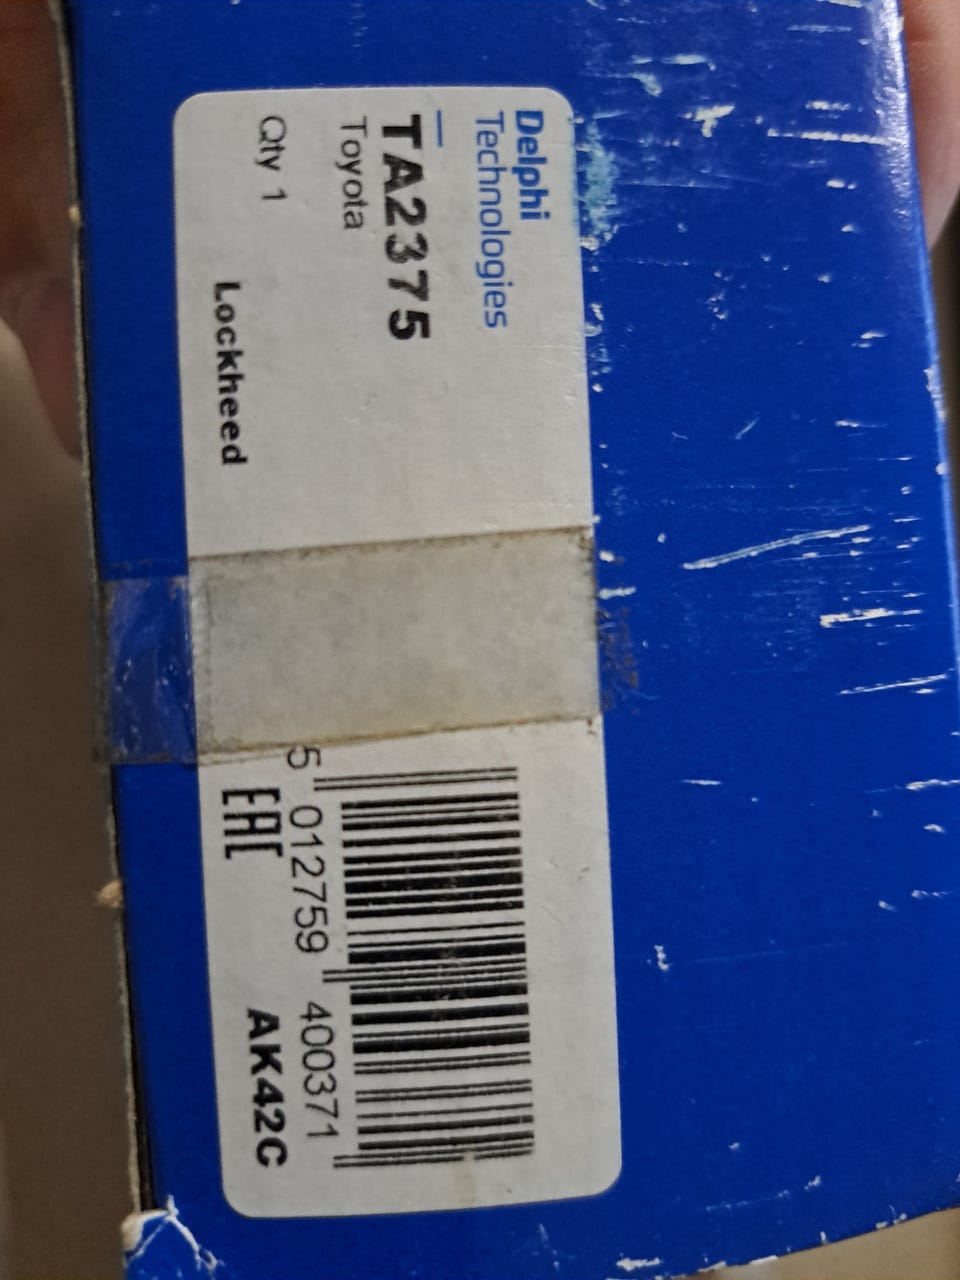 Delphi
Technologies
TA2375
Toyota
Qty 1
Lockheed
5 012759 400371
EAC
AK42C